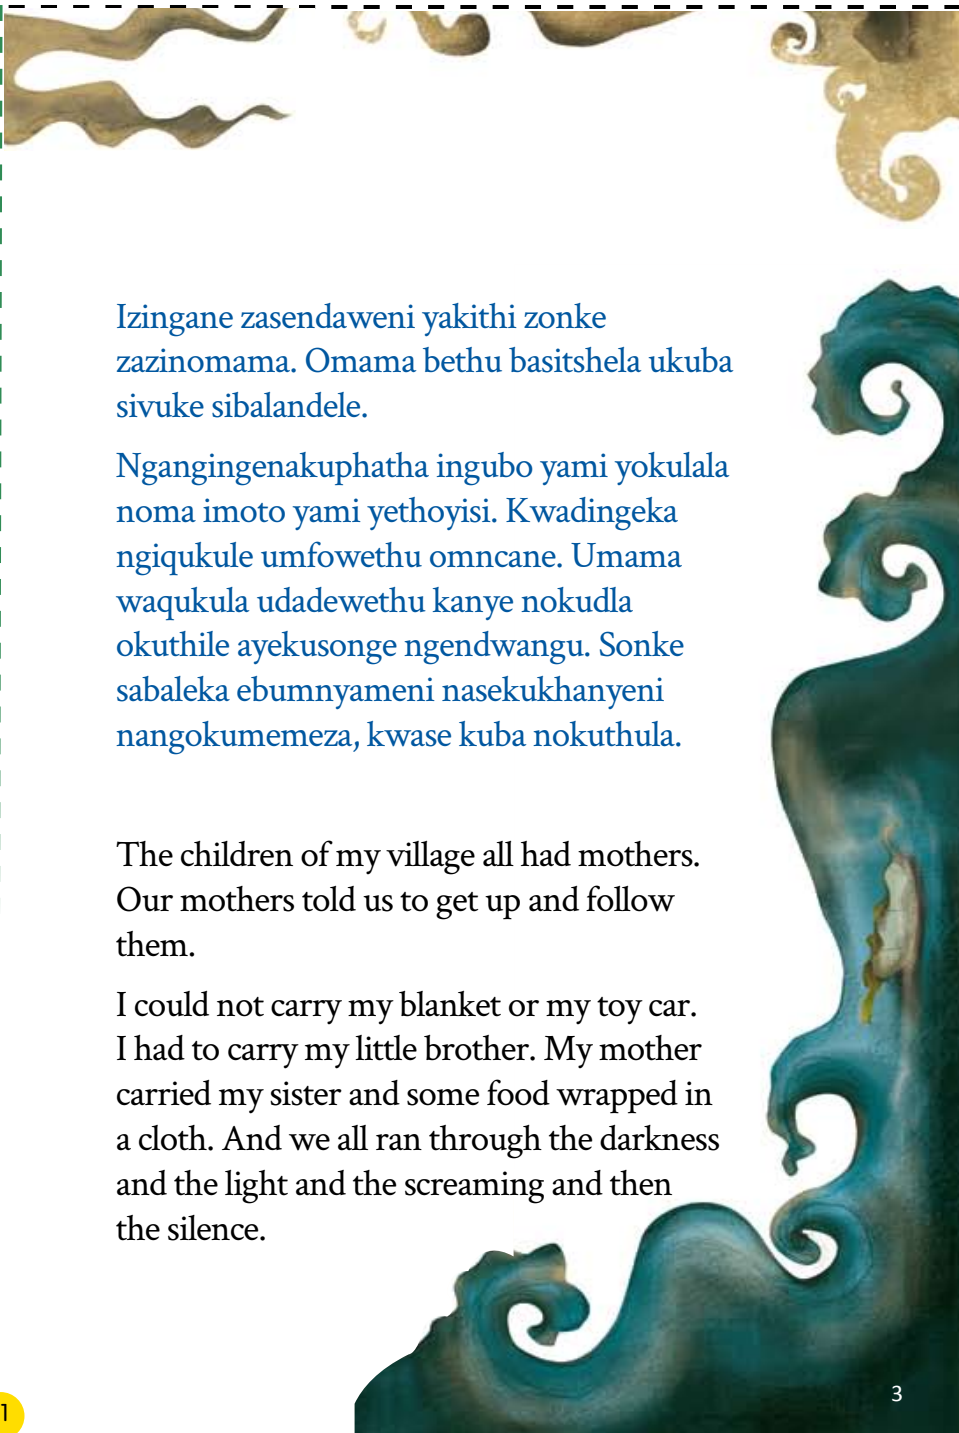 Izingane zasendaweni yakithi zonke
zazinomama. Omama bethu basitshela ukuba
sivuke sibalandele.
Ngangingenakuphatha ingubo yami yokulala
noma imoto yami yethoyisi. Kwadingeka
ngiqukule umfowethu omncane. Umama
waqukula udadewethu kanye nokudla
okuthile ayekusonge ngendwangu. Sonke
sabaleka ebumnyameni nasekukhanyeni
nangokumemeza, kwase kuba nokuthula.
The children of my village all had mothers.
Our mothers told us to get up and follow
them.
I could not carry my blanket or my toy car.
I had to carry my little brother. My mother
carried my sister and some food wrapped in
a cloth. And we all ran through the darkness
and the light and the screaming and then
the silence.
3
1